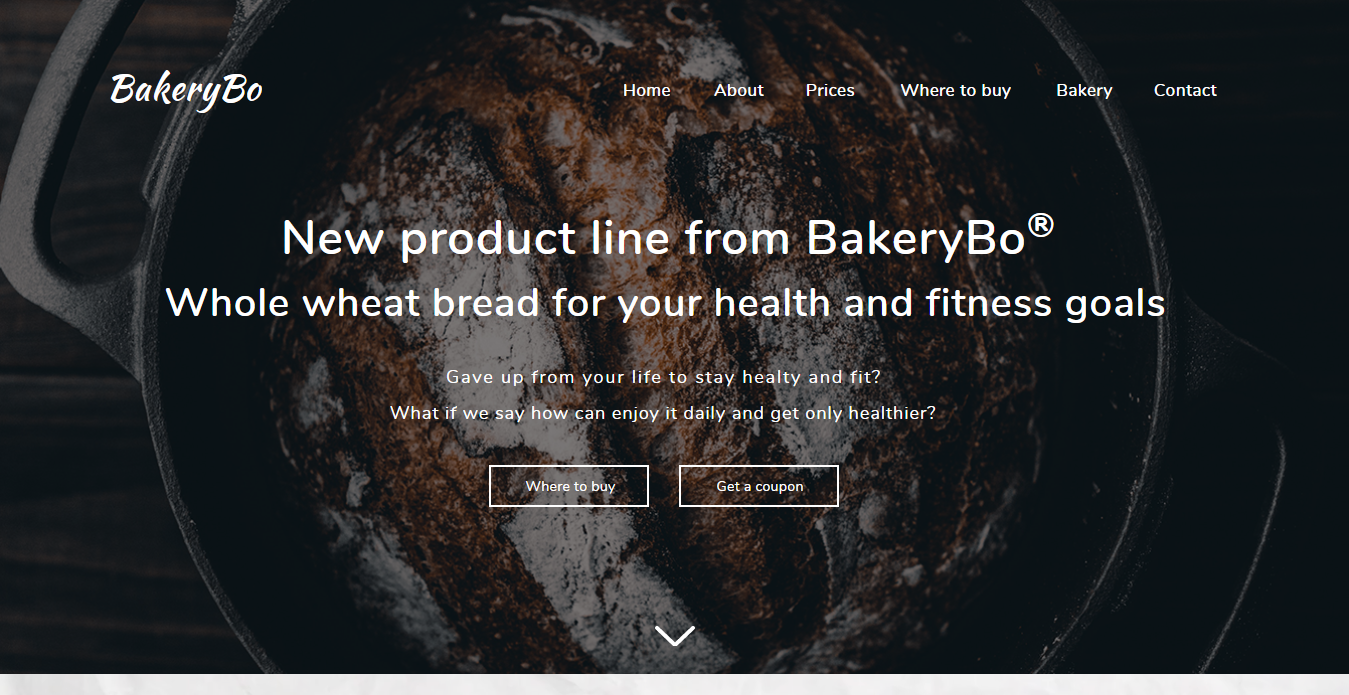 BakeryBo
Home About Prices Where to buy Bakery Contact
New product line from BakeryBo®
Whole wheat bread for your health and fitness goals
Gave up from your life to stay healty and fit?
What if we say how can enjoy it daily and get only healthier?
Where to buy Get a coupon